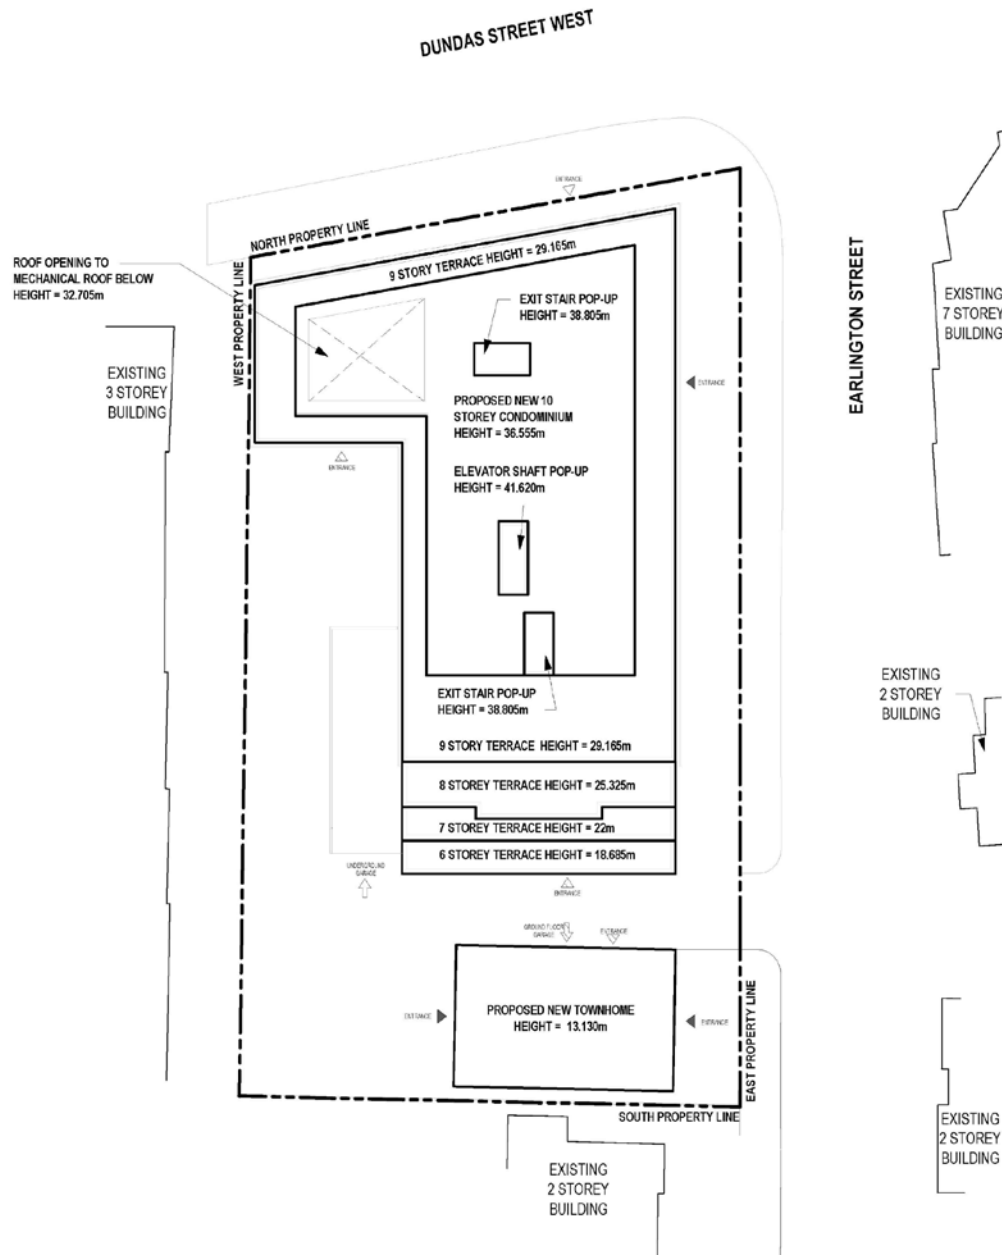 DUNDAS STREET WEST
ENTRANCE
NORTH PROPERTY LINE
9 STORY TERRACE HEIGHT = 29.165m
ROOF OPENING TO
MECHANICAL ROOF BELOW
HEIGHT = 32.705m
WEST PROPERTY LINE
EXIT STAIR POP-UP
HEIGHT = 38.805m
EARLINGTON STREET
EXISTING
7 STOREY
BUILDING
EXISTING
3 STOREY
BUILDING
ENTRANCE
PROPOSED NEW 10
STOREY CONDOMINIUM
HEIGHT = 36.555m
ENTRANCE
ELEVATOR SHAFT POP-UP
HEIGHT = 41.620m
EXISTING
2 STOREY
BUILDING
EXIT STAIR POP-UP
HEIGHT = 38.805m
9 STORY TERRACE HEIGHT = 29.165m
8 STOREY TERRACE HEIGHT = 25.325m
7 STOREY TERRACE HEIGHT = 22m
6 STOREY TERRACE HEIGHT = 18.685m
UNDERGROUND
GARAGE
ENTRANCE
GROUND FLOOR
GARAGE
ENTRANCE
ENTRANCE
PROPOSED NEW TOWNHOME
HEIGHT = 13.130m
ENTRANCE
EAST PROPERTY LINE
SOUTH PROPERTY LINE
EXISTING
2 STOREY
BUILDING
EXISTING
2 STOREY
BUILDING